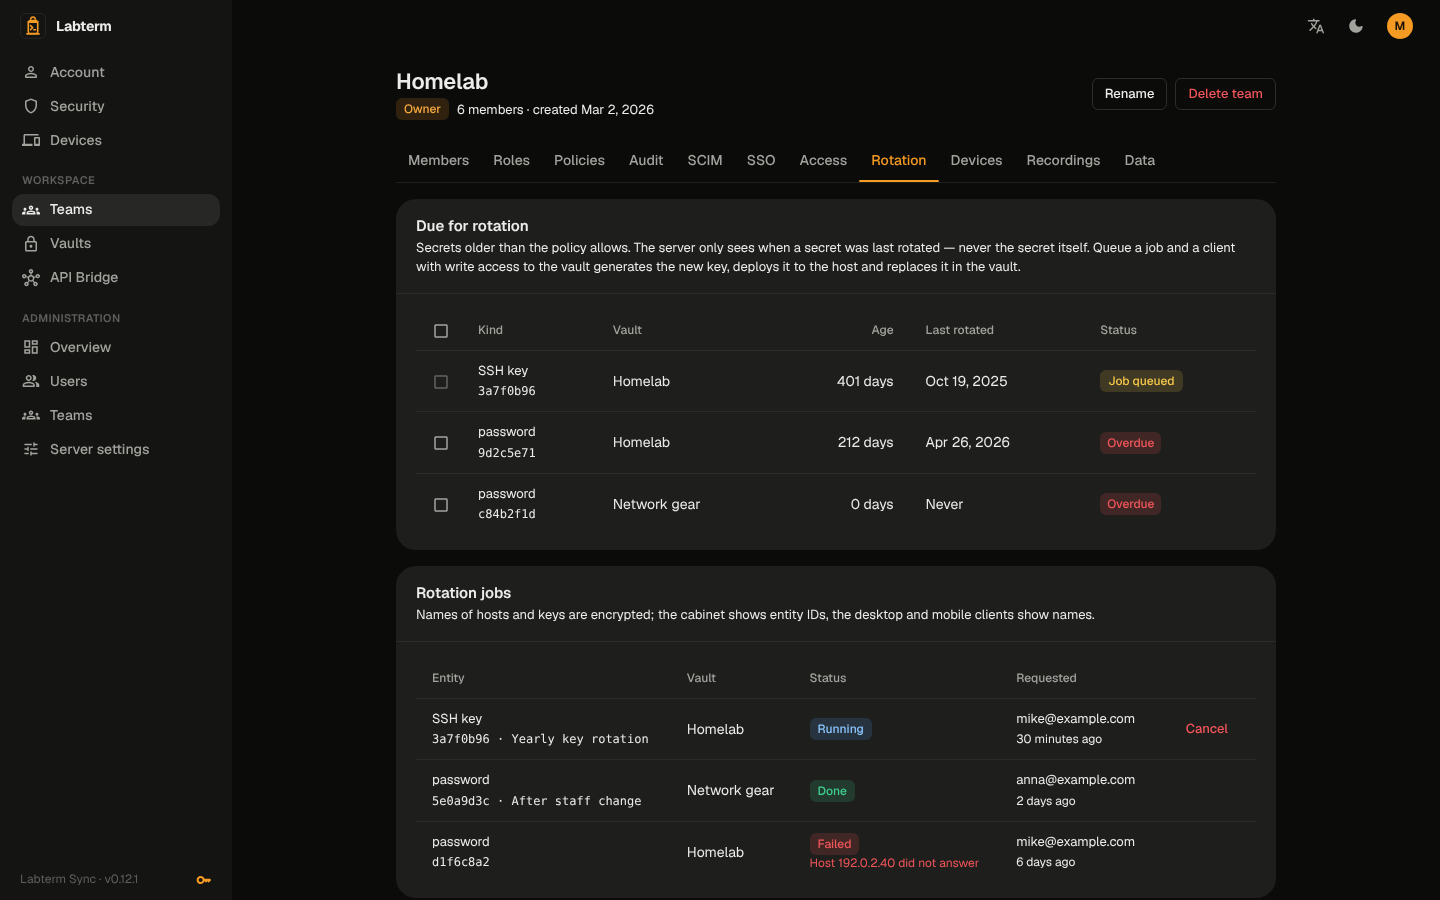 Labterm
M
Account
Security
Devices
WORKSPACE
Teams
Vaults
API Bridge
ADMINISTRATION
Overview
Users
Teams
Server settings
Labterm Sync · v0.12.1
Homelab
Owner 6 members · created Mar 2, 2026
Rename Delete team
Members Roles Policies Audit SCIM SSO Access Rotation Devices Recordings Data
Due for rotation
Secrets older than the policy allows. The server only sees when a secret was last rotated — never the secret itself. Queue a job and a client
with write access to the vault generates the new key, deploys it to the host and replaces it in the vault.
Kind Vault Age Last rotated Status
SSH key
3a7f0b96
Homelab 401 days Oct 19, 2025 Job queued
password
9d2c5e71
Homelab 212 days Apr 26, 2026 Overdue
password
c84b2f1d
Network gear 0 days Never Overdue
Rotation jobs
Names of hosts and keys are encrypted; the cabinet shows entity IDs, the desktop and mobile clients show names.
Entity Vault Status Requested
SSH key
3a7f0b96 · Yearly key rotation
Homelab Running
mike@example.com
30 minutes ago
Cancel
password
5e0a9d3c · After staff change
Network gear Done
anna@example.com
2 days ago
password
d1f6c8a2
Homelab
Failed
Host 192.0.2.40 did not answer
mike@example.com
6 days ago